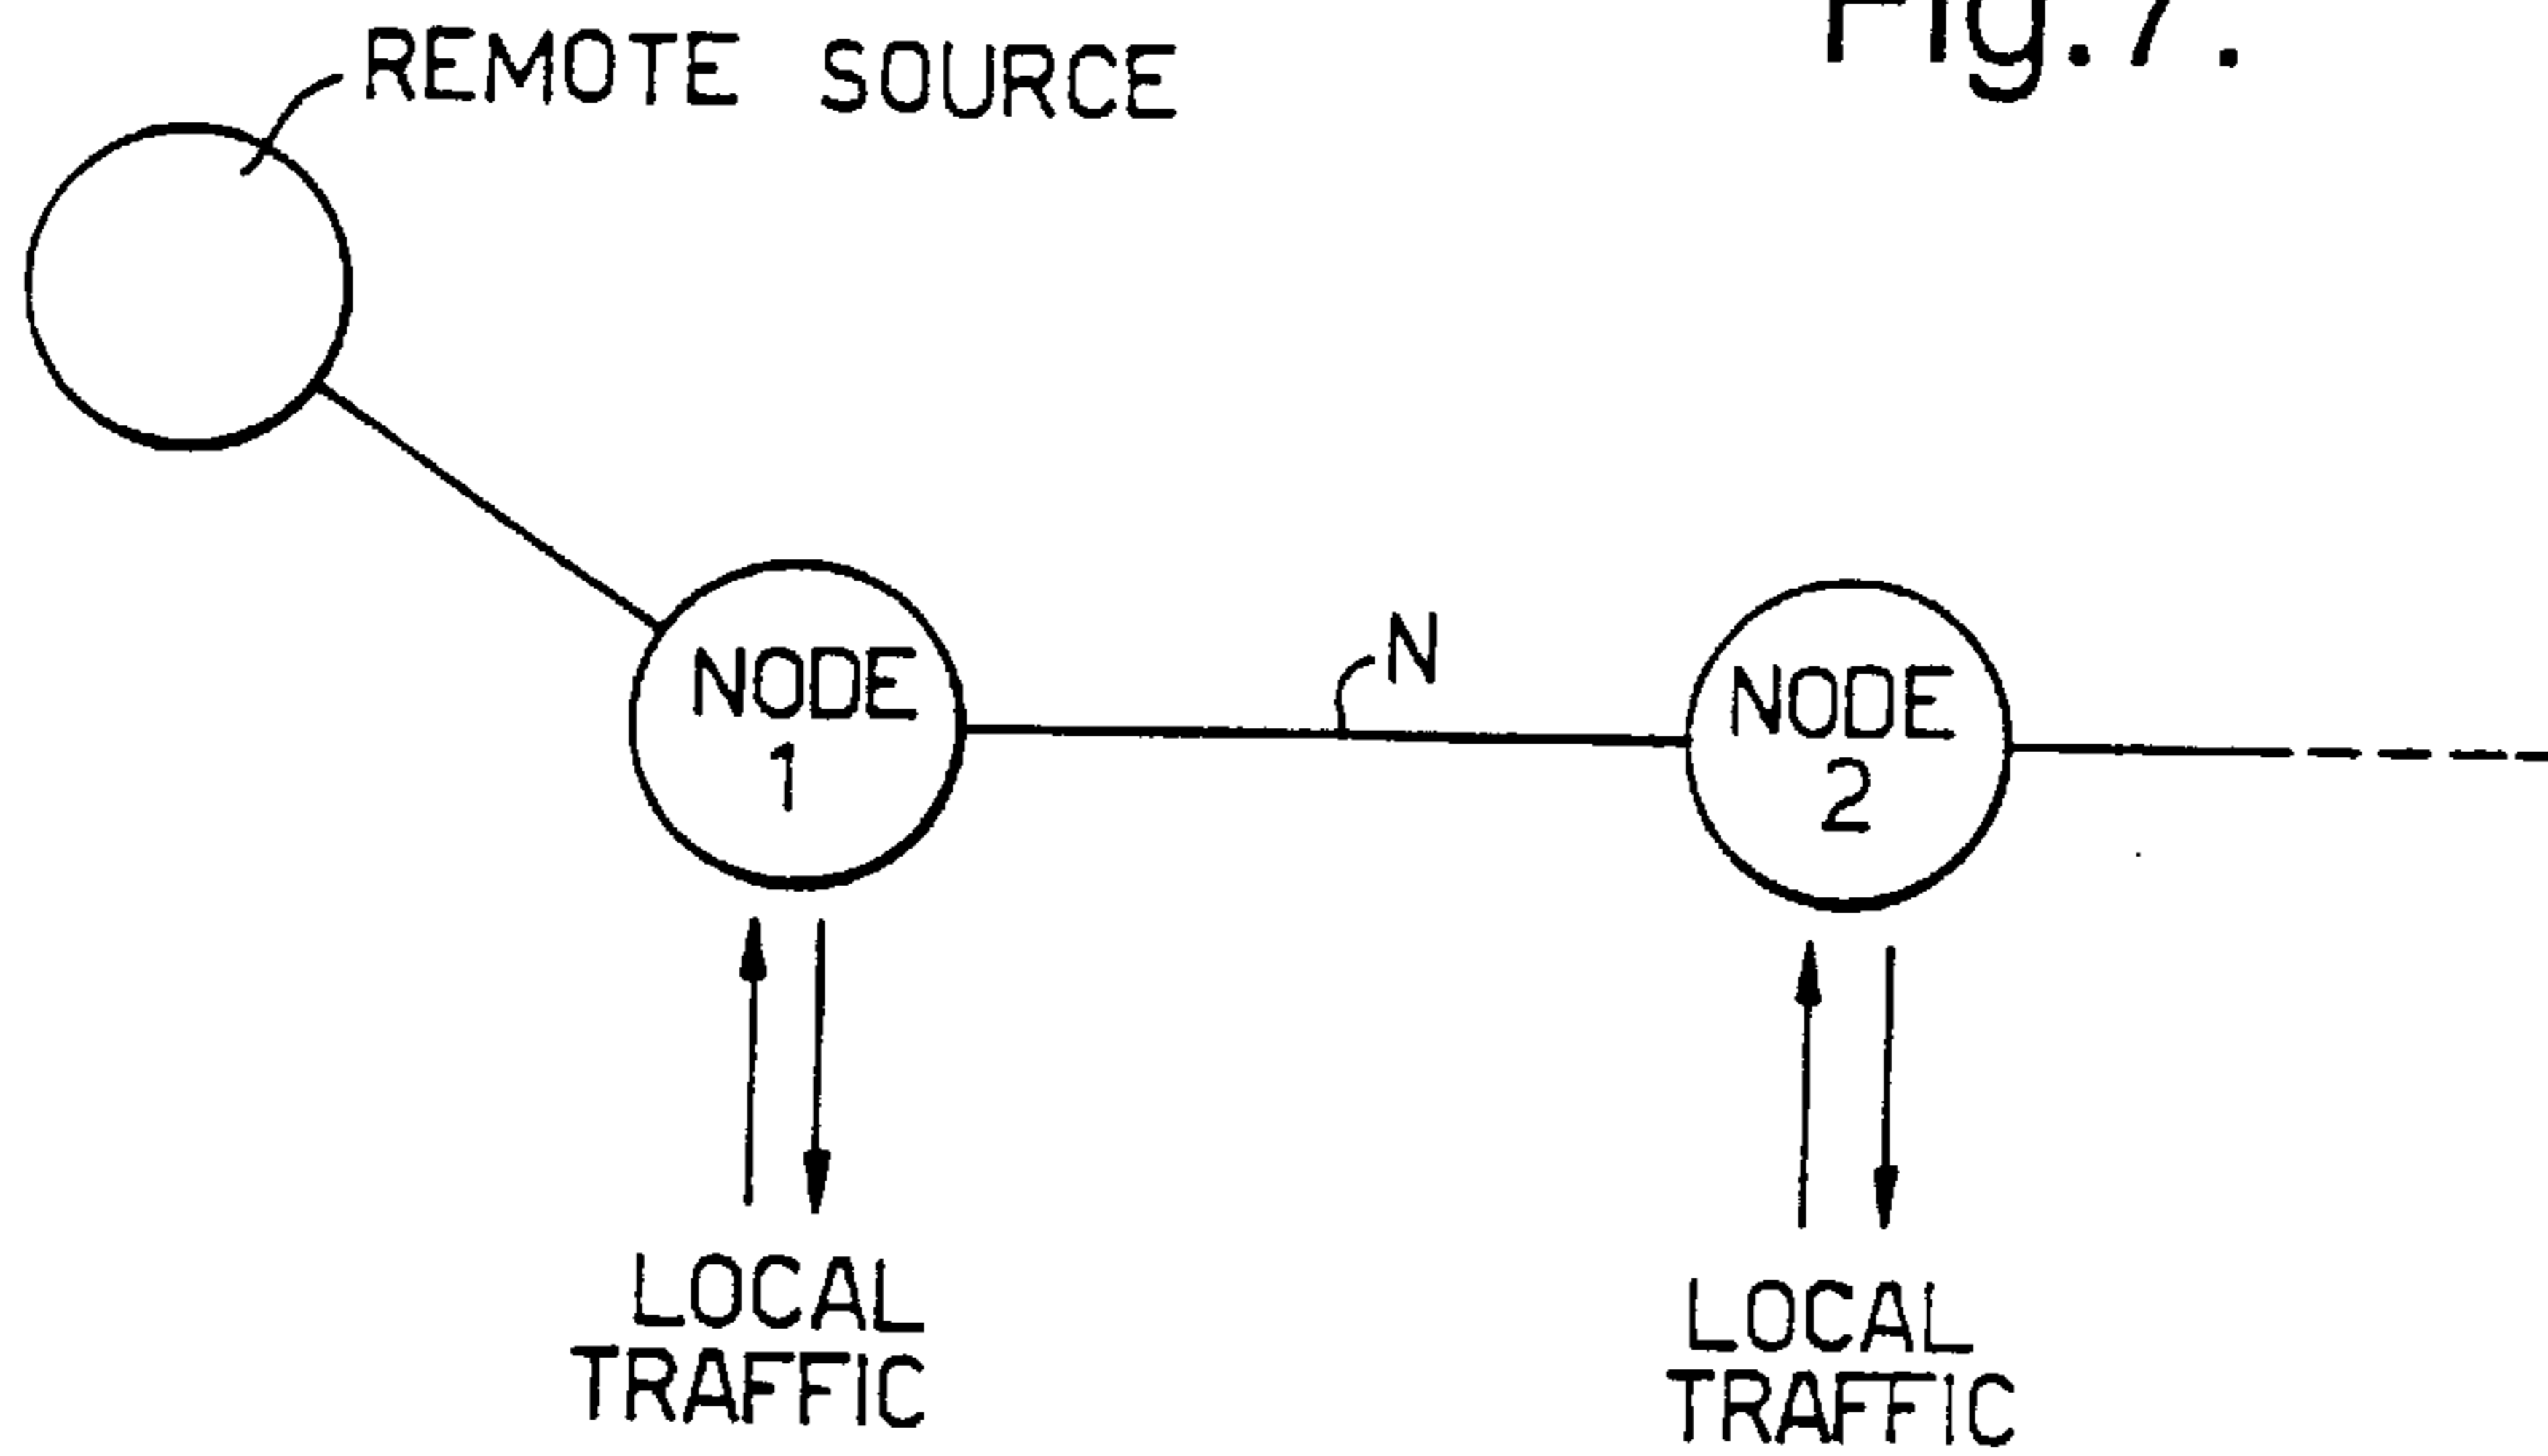 Fig.7.
REMOTE SOURCE
N
NODE
1
NODE
2
LOCAL
TRAFFIC
LOCAL
TRAFFIC